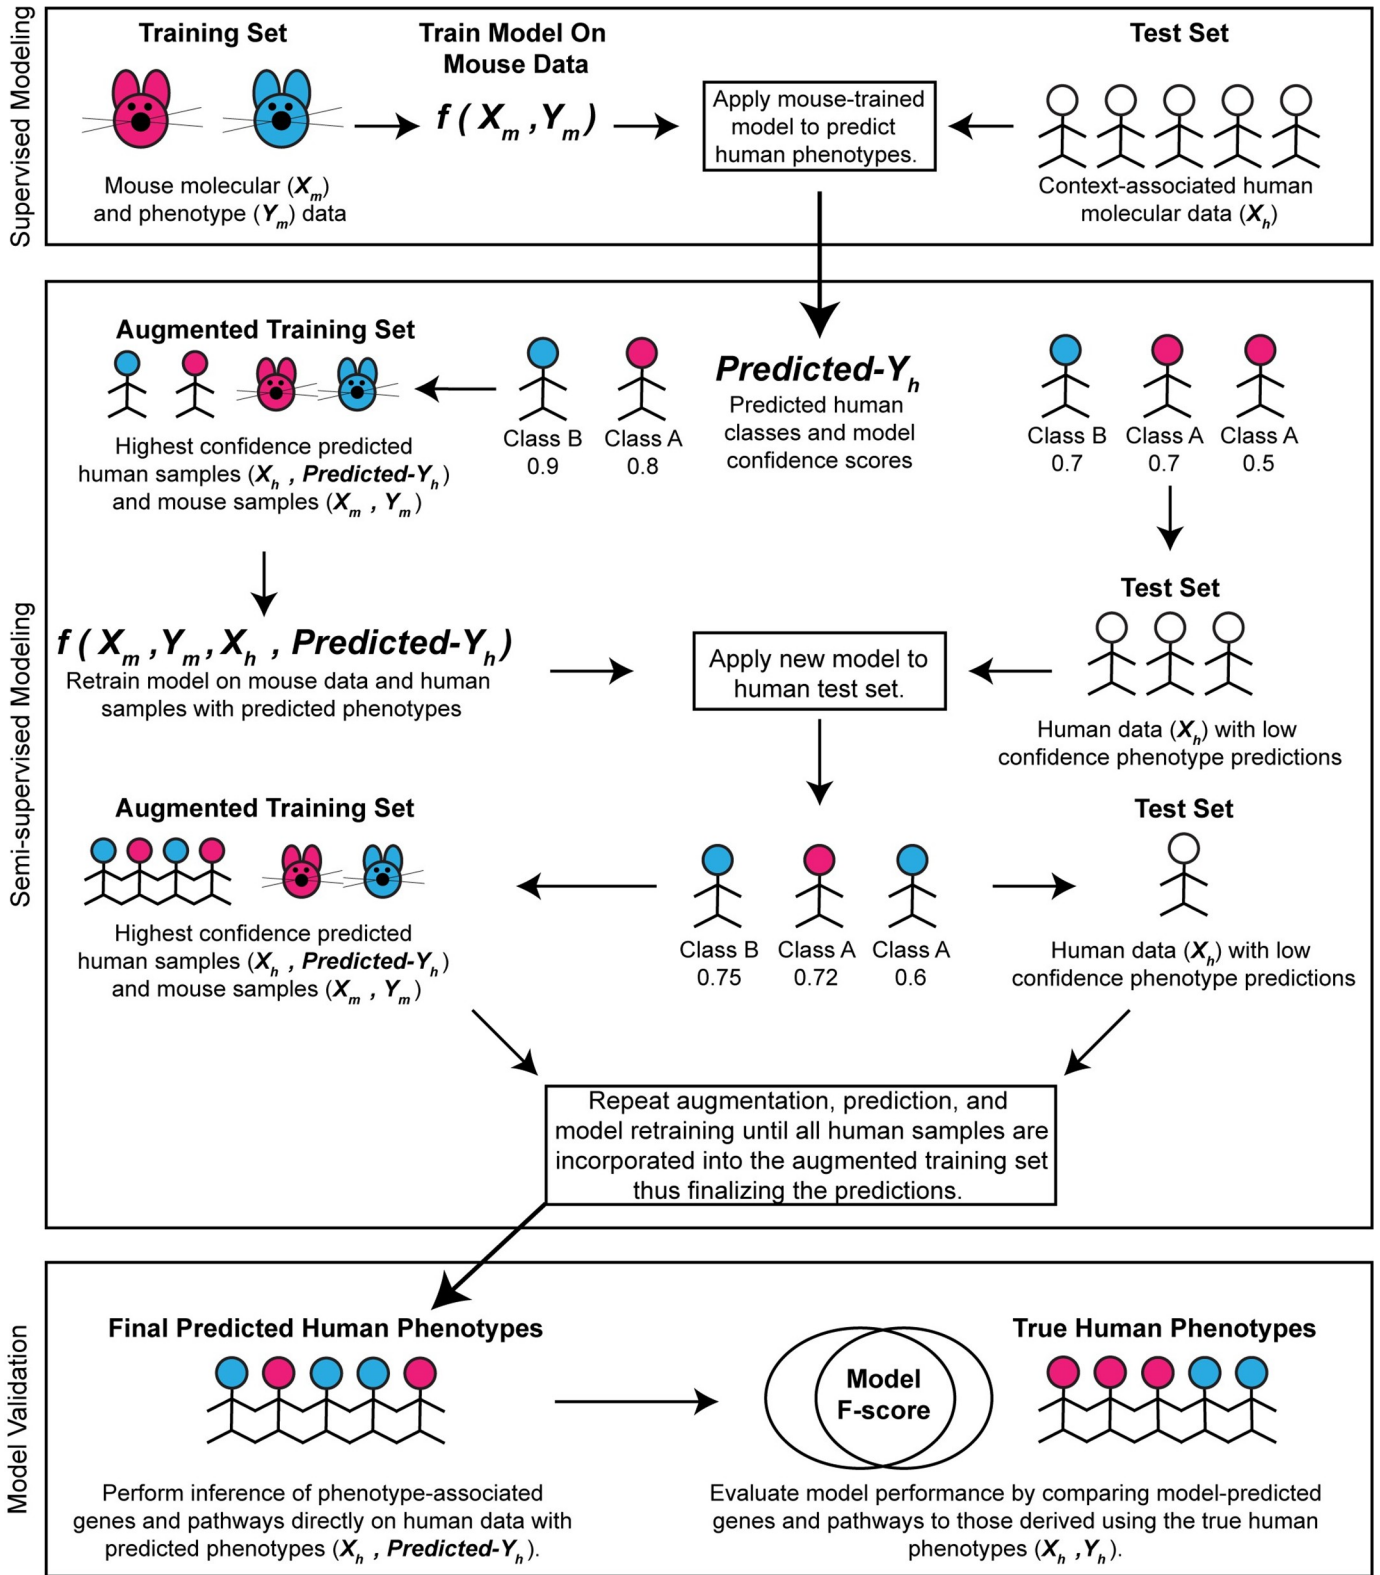 Supervised Modeling
Training Set
Mouse molecular (Xm)
and phenotype (Ym) data
Train Model On
Mouse Data
f ( Xm ,Ym)
Apply mouse-trained
model to predict
human phenotypes.
Test Set
Context-associated human
molecular data (Xh)
Semi-supervised Modeling
Augmented Training Set
Highest confidence predicted
human samples (Xh , Predicted-Yh)
and mouse samples (Xm , Ym)
Class B
0.9
Class A
0.8
Predicted-Yh
Predicted human
classes and model
confidence scores
Class B
0.7
Class A
0.7
Class A
0.5
f ( Xm ,Ym, Xh , Predicted-Yh)
Retrain model on mouse data and human
samples with predicted phenotypes
Apply new model to
human test set.
Test Set
Human data (Xh) with low
confidence phenotype predictions
Augmented Training Set
Highest confidence predicted
human samples (Xh , Predicted-Yh)
and mouse samples (Xm , Ym)
Class B
0.75
Class A
0.72
Class A
0.6
Test Set
Human data (Xh) with low
confidence phenotype predictions
Repeat augmentation, prediction, and
model retraining until all human samples are
incorporated into the augmented training set
thus finalizing the predictions.
Model Validation
Final Predicted Human Phenotypes
Perform inference of phenotype-associated
genes and pathways directly on human data with
predicted phenotypes (Xh , Predicted-Yh).
Model
F-score
True Human Phenotypes
Evaluate model performance by comparing model-predicted
genes and pathways to those derived using the true human
phenotypes (Xh ,Yh).